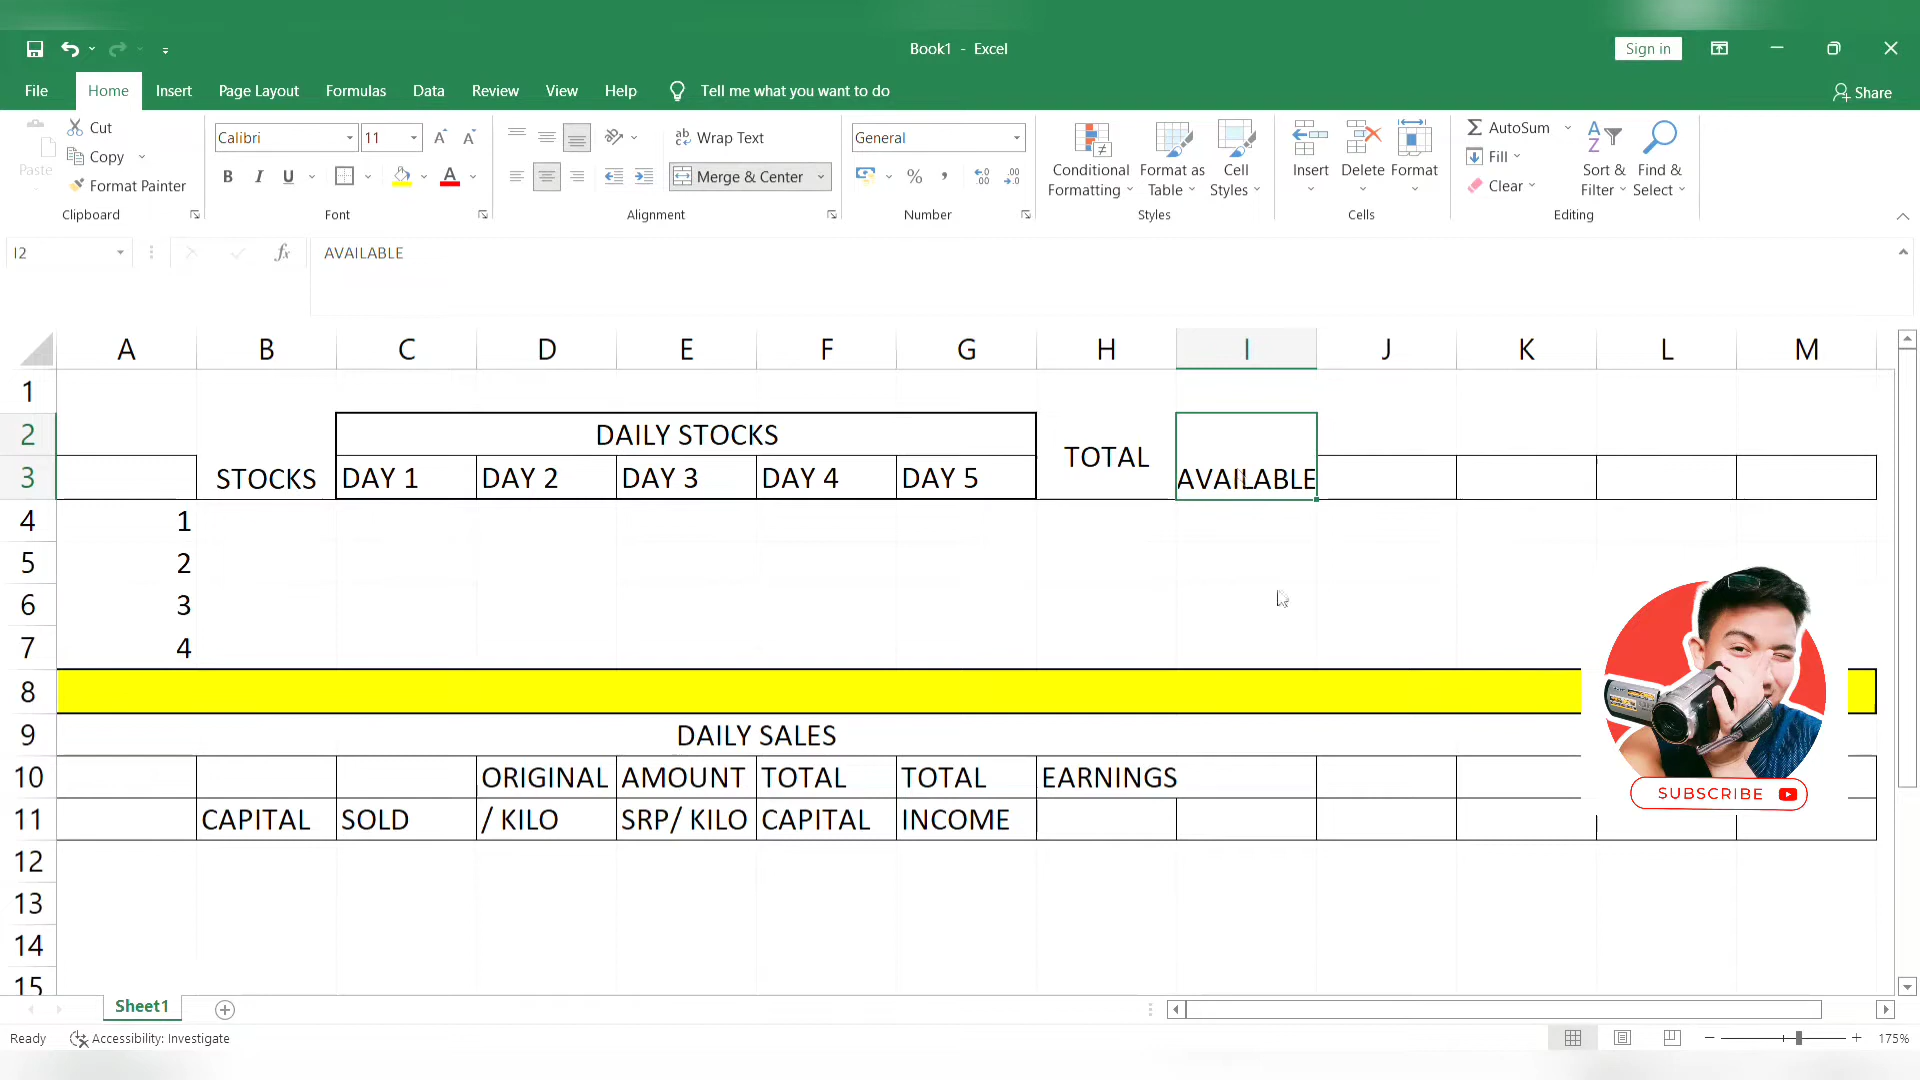 Book1 - Excel
Sign in
File Home Insert Page Layout Formulas Data Review View Help Tell me what you want to do
Share
Paste
Cut
Copy
Format Painter
Clipboard
Calibri 11
B I U
Font
ab Wrap Text
Merge & Center
Alignment
General
% , .00
Number
Conditional Formatting
Format as Table
Cell Styles
Styles
Insert Delete Format
Cells
AutoSum
Fill
Clear
Sort & Filter
Find & Select
Editing
I2 fx AVAILABLE
A B C D E F G H I J K L M
1
2 DAILY STOCKS TOTAL
3 STOCKS DAY 1 DAY 2 DAY 3 DAY 4 DAY 5 AVAILABLE
4 1
5 2
6 3
7 4
8
9 DAILY SALES
10 ORIGINAL AMOUNT TOTAL TOTAL EARNINGS
11 CAPITAL SOLD / KILO SRP/ KILO CAPITAL INCOME
12
13
14
15
SUBSCRIBE
Sheet1
Ready Accessibility: Investigate 175%